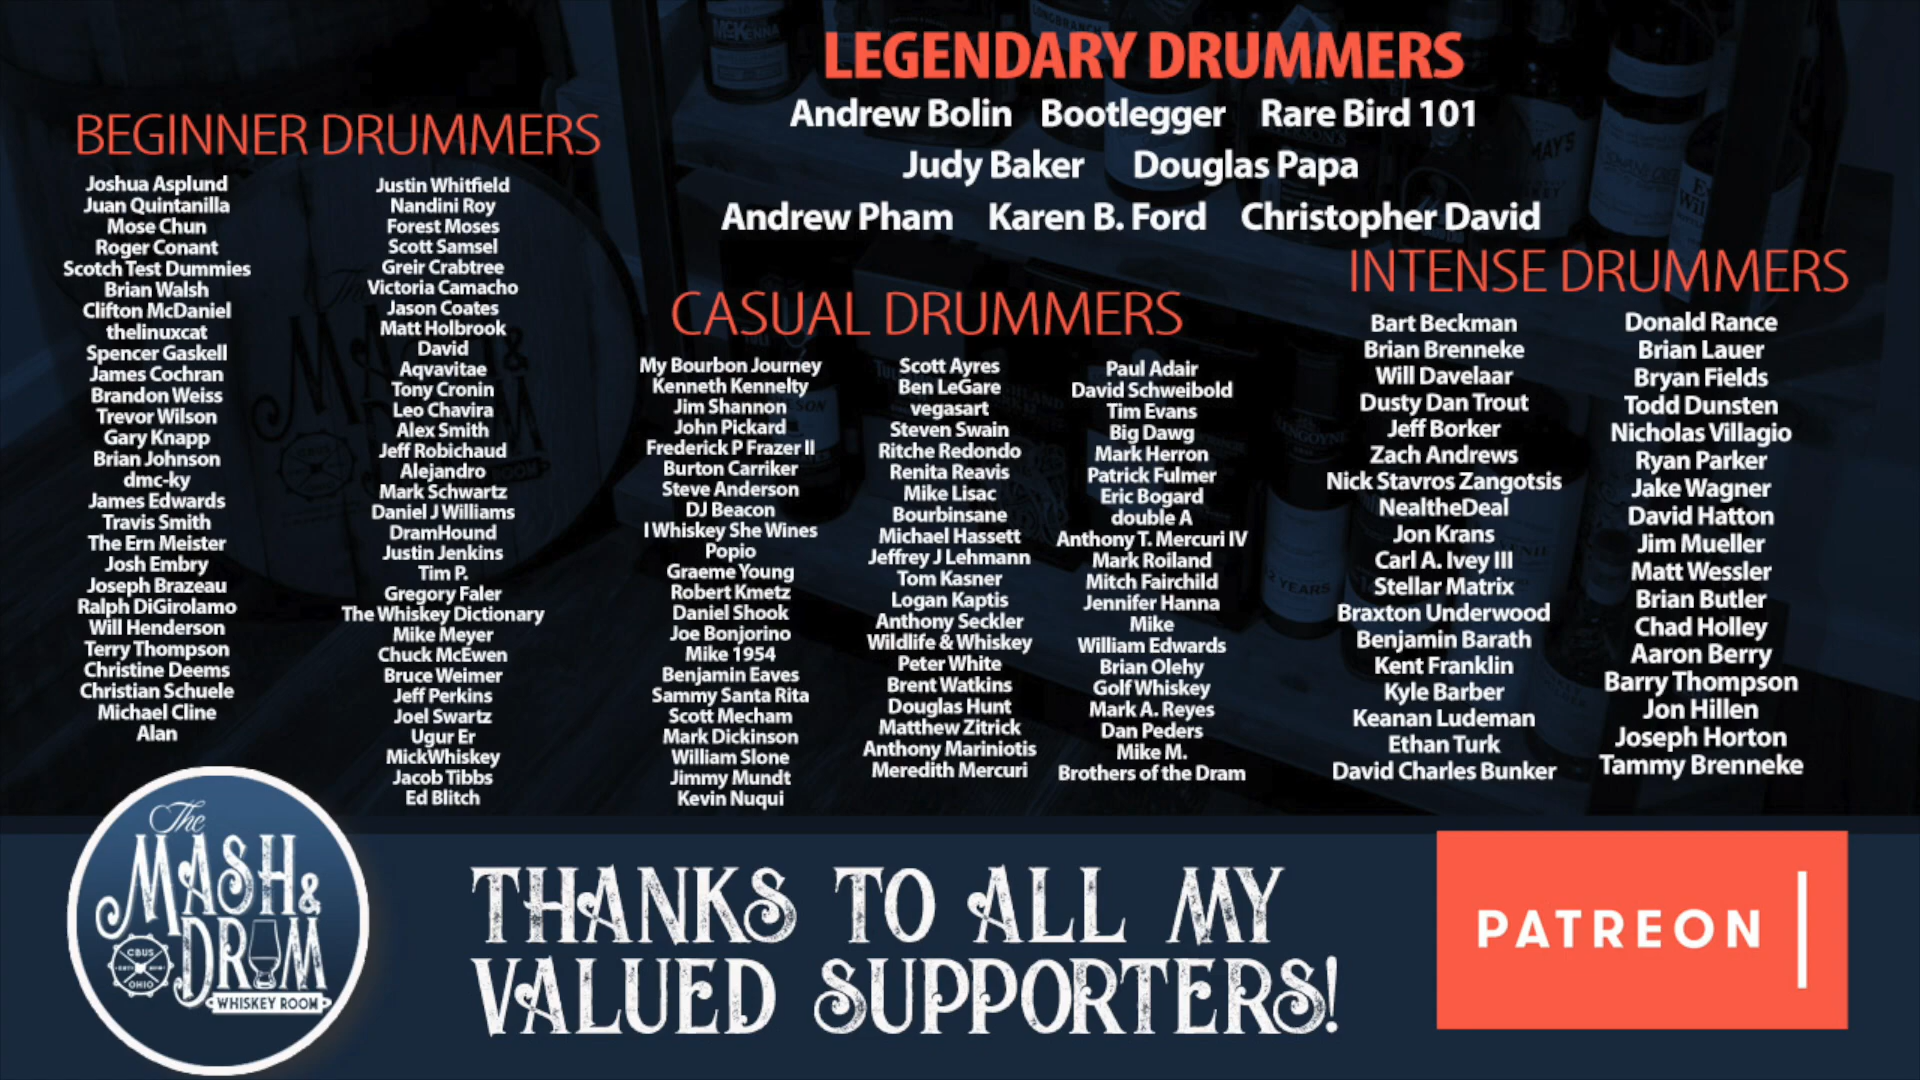 LEGENDARY DRUMMERS
Andrew Bolin Bootlegger Rare Bird 101
Judy Baker Douglas Papa
Andrew Pham Karen B. Ford Christopher David
BEGINNER DRUMMERS
Joshua Asplund
Juan Quintanilla
Mose Chun
Roger Conant
Scotch Test Dummies
Brian Walsh
Clifton McDaniel
thelinuxcat
Spencer Gaskell
James Cochran
Brandon Weiss
Trevor Wilson
Gary Knapp
Brian Johnson
dmc-ky
James Edwards
Travis Smith
The Ern Meister
Josh Embry
Joseph Brazeau
Ralph DiGirolamo
Will Henderson
Terry Thompson
Christine Deems
Christian Schuele
Michael Cline
Alan
Justin Whitfield
Nandini Roy
Forest Moses
Scott Samsel
Greir Crabtree
Victoria Camacho
Jason Coates
Matt Holbrook
David
Aqvavitae
Tony Cronin
Leo Chavira
Alex Smith
Jeff Robichaud
Alejandro
Mark Schwartz
Daniel J Williams
DramHound
Justin Jenkins
Tim P.
Gregory Faler
The Whiskey Dictionary
Mike Meyer
Chuck McEwen
Bruce Weimer
Jeff Perkins
Joel Swartz
Ugur Er
MickWhiskey
Jacob Tibbs
Ed Blitch
CASUAL DRUMMERS
My Bourbon Journey
Kenneth Kennelty
Jim Shannon
John Pickard
Frederick P Frazer II
Burton Carriker
Steve Anderson
DJ Beacon
I Whiskey She Wines
Popio
Graeme Young
Robert Kmetz
Daniel Shook
Joe Bonjorino
Mike 1954
Benjamin Eaves
Sammy Santa Rita
Scott Mecham
Mark Dickinson
William Slone
Jimmy Mundt
Kevin Nuqui
Scott Ayres
Ben LeGare
vegasart
Steven Swain
Ritche Redondo
Renita Reavis
Mike Lisac
Bourbinsane
Michael Hassett
Jeffrey J Lehmann
Tom Kasner
Logan Kaptis
Anthony Seckler
Wildlife & Whiskey
Peter White
Brent Watkins
Douglas Hunt
Matthew Zitrick
Anthony Mariniotis
Meredith Mercuri
Paul Adair
David Schweibold
Tim Evans
Big Dawg
Mark Herron
Patrick Fulmer
Eric Bogard
double A
Anthony T. Mercuri IV
Mark Roiland
Mitch Fairchild
Jennifer Hanna
Mike
William Edwards
Brian Olehy
Golf Whiskey
Mark A. Reyes
Dan Peders
Mike M.
Brothers of the Dram
INTENSE DRUMMERS
Bart Beckman
Brian Brenneke
Will Davelaar
Dusty Dan Trout
Jeff Borker
Zach Andrews
Nick Stavros Zangotsis
NealtheDeal
Jon Krans
Carl A. Ivey III
Stellar Matrix
Braxton Underwood
Benjamin Barath
Kent Franklin
Kyle Barber
Keanan Ludeman
Ethan Turk
David Charles Bunker
Donald Rance
Brian Lauer
Bryan Fields
Todd Dunsten
Nicholas Villagio
Ryan Parker
Jake Wagner
David Hatton
Jim Mueller
Matt Wessler
Brian Butler
Chad Holley
Aaron Berry
Barry Thompson
Jon Hillen
Joseph Horton
Tammy Brenneke
The
MASH &
DRUM
CBUS
OHIO
WHISKEY ROOM
THANKS TO ALL MY
VALUED SUPPORTERS!
PATREON